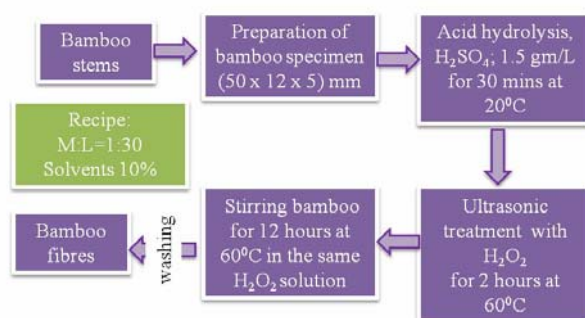 Bamboo
stems
Preparation of
bamboo specimen
(50 x 12 x 5) mm
Acid hydrolysis,
H₂SO₄; 1.5 gm/L
for 30 mins at
20⁰C
Recipe:
M:L=1:30
Solvents 10%
Ultrasonic
treatment with
H₂O₂
for 2 hours at
60⁰C
Stirring bamboo
for 12 hours at
60⁰C in the same
H₂O₂ solution
washing
Bamboo
fibres